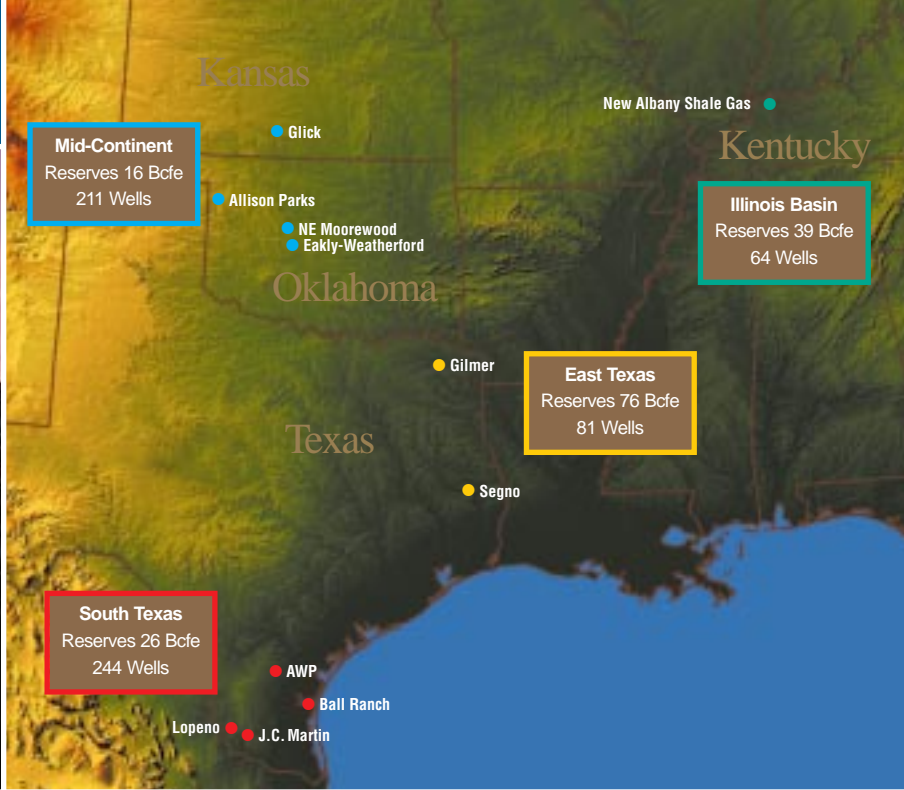 Kansas
New Albany Shale Gas
Glick
Mid-Continent
Reserves 16 Bcfe
211 Wells
Kentucky
Allison Parks
Illinois Basin
Reserves 39 Bcfe
64 Wells
NE Moorewood
Eakly-Weatherford
Oklahoma
Gilmer
East Texas
Reserves 76 Bcfe
81 Wells
Texas
Segno
South Texas
Reserves 26 Bcfe
244 Wells
AWP
Ball Ranch
Lopeno
J.C. Martin